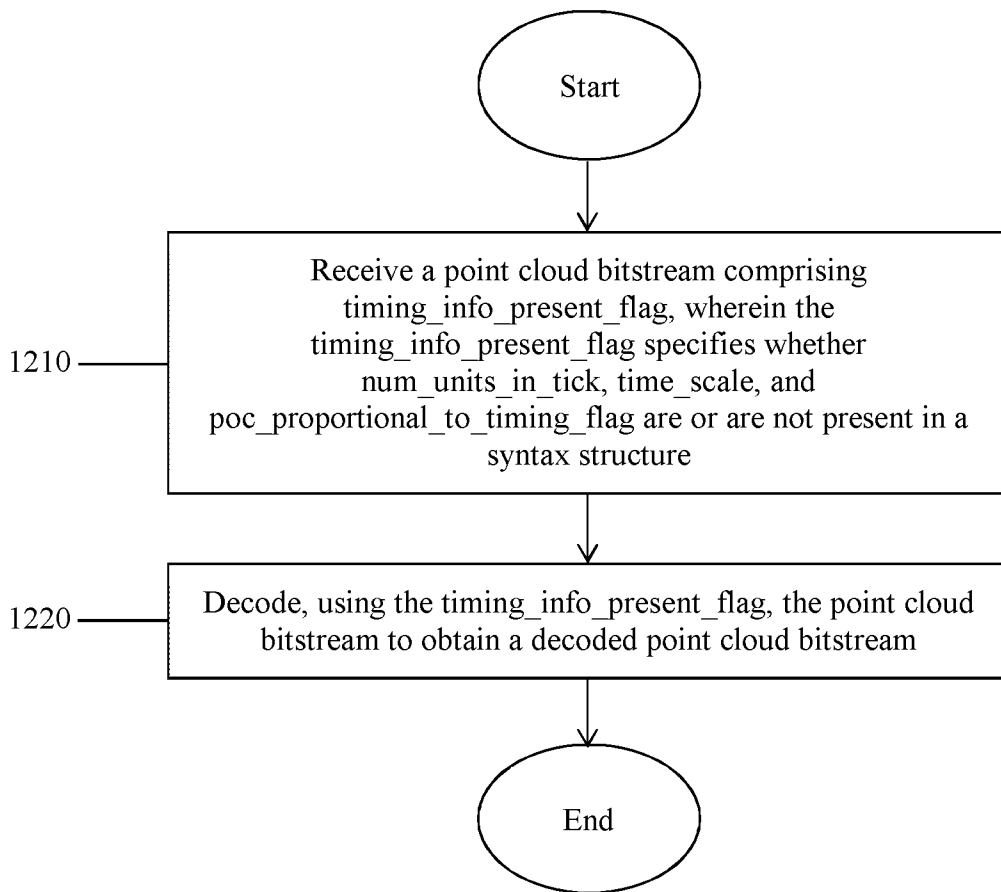 Start
Receive a point cloud bitstream comprising
timing_info_present_flag, wherein the
timing_info_present_flag specifies whether
1210
num_units_in_tick, time_scale, and
poc_proportional_to_timing_flag are or are not present in a
syntax structure
1220
Decode, using the timing_info_present_flag, the point cloud
bitstream to obtain a decoded point cloud bitstream
End